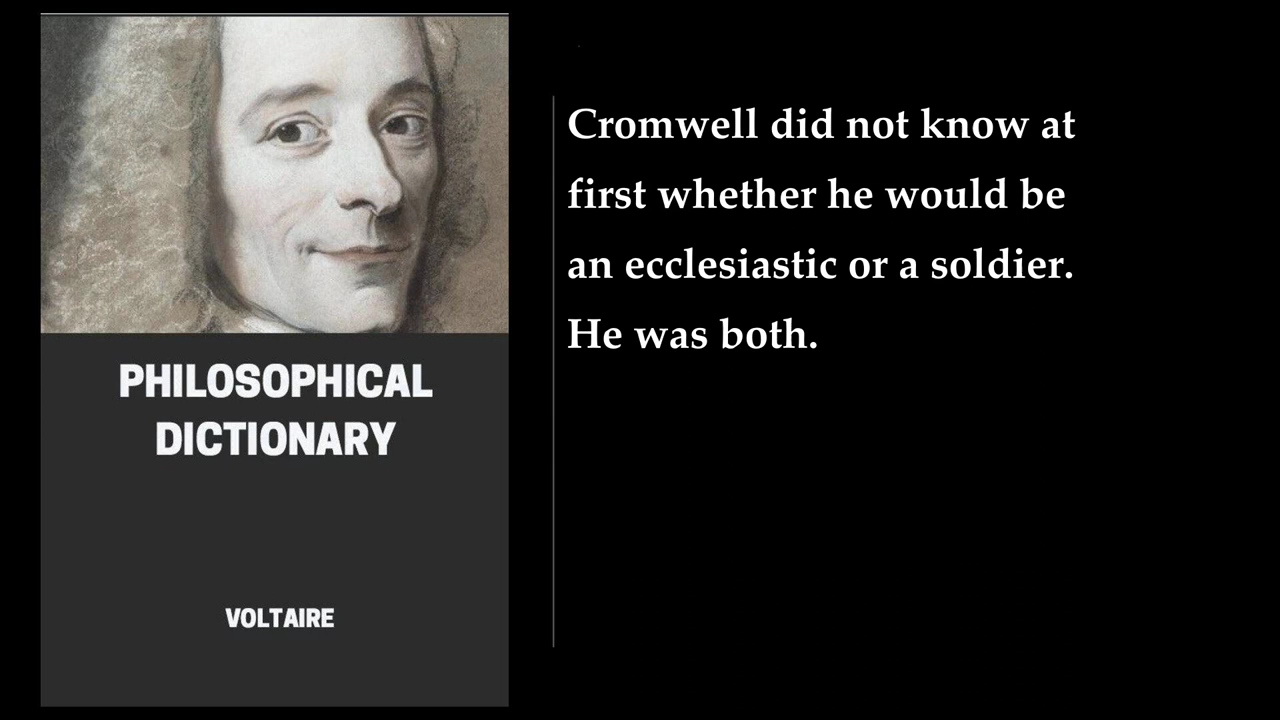 PHILOSOPHICAL
DICTIONARY
VOLTAIRE
Cromwell did not know at
first whether he would be
an ecclesiastic or a soldier.
He was both.